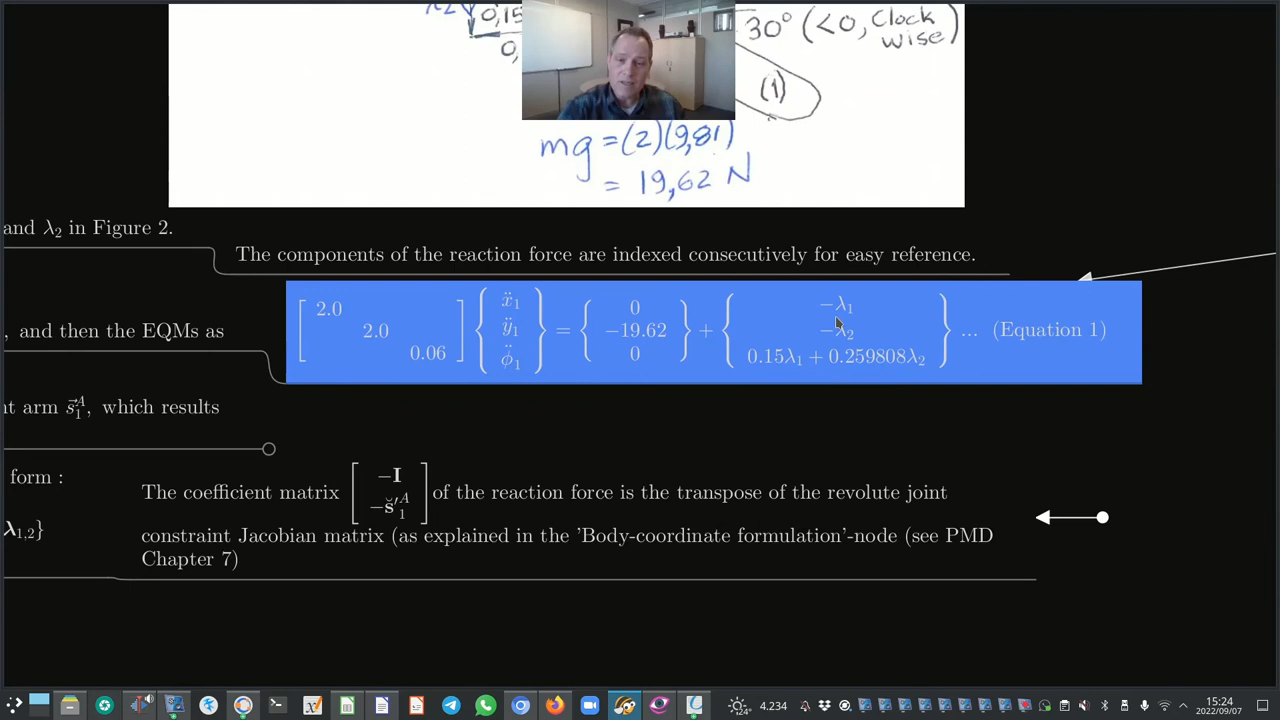 λ2
0,15
0,
30° (<0, Clock
wise)
(1)
mg = (2)(9,81)
= 19,62 N
and λ₂ in Figure 2.
The components of the reaction force are indexed consecutively for easy reference.
, and then the EQMs as
[2.0 2.0 0.06] {ẍ₁ ÿ₁ ϕ̈₁} = {0 −19.62 0} + {−λ₁ −λ₂ 0.15λ₁ + 0.259808λ₂} ... (Equation 1)
nt arm s⃗₁ᴬ, which results
form :
The coefficient matrix [−I −s̆′₁ᴬ] of the reaction force is the transpose of the revolute joint
λ₁,₂}
constraint Jacobian matrix (as explained in the 'Body-coordinate formulation'-node (see PMD
Chapter 7)
+24°
4.234
15:24
2022/09/07